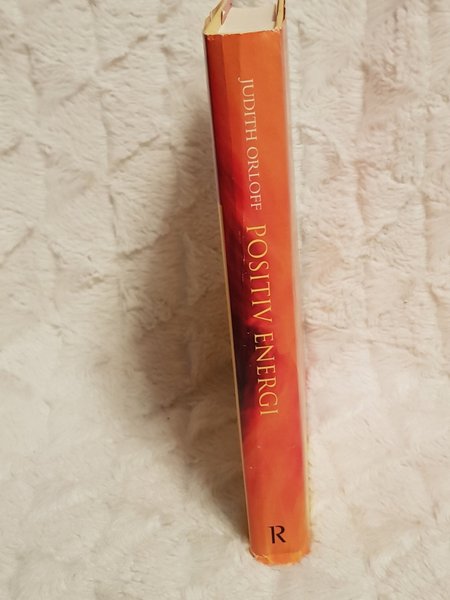 JUDITH ORLOFF POSITIV ENERGI
R